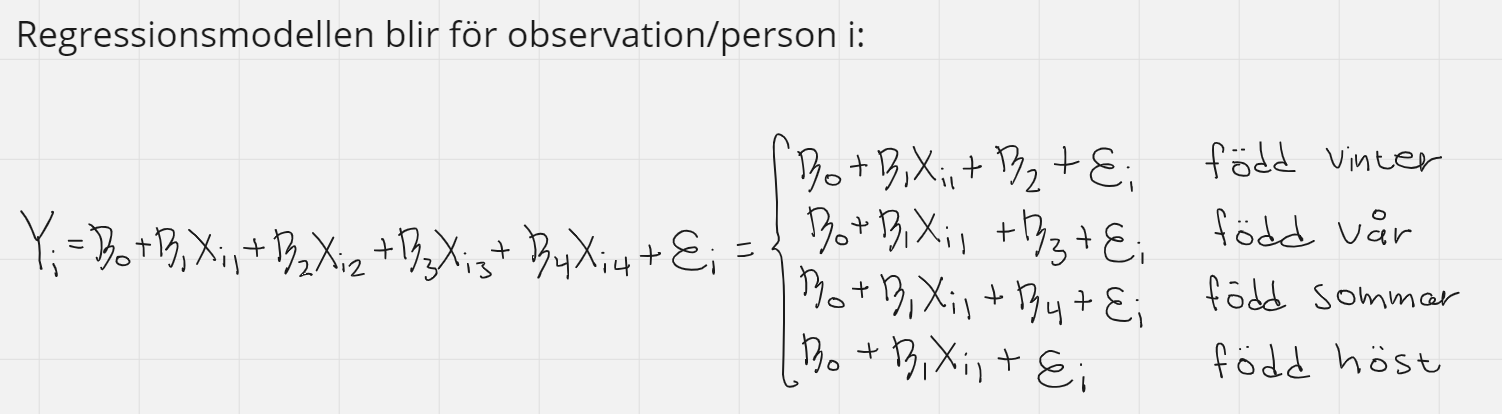 Regressionsmodellen blir för observation/person i:
Yᵢ = β₀ + β₁Xᵢ₁ + β₂Xᵢ₂ + β₃Xᵢ₃ + β₄Xᵢ₄ + εᵢ =
β₀ + β₁Xᵢ₁ + β₂ + εᵢ född vinter
β₀ + β₁Xᵢ₁ + β₃ + εᵢ född vår
β₀ + β₁Xᵢ₁ + β₄ + εᵢ född sommar
β₀ + β₁Xᵢ₁ + εᵢ född höst